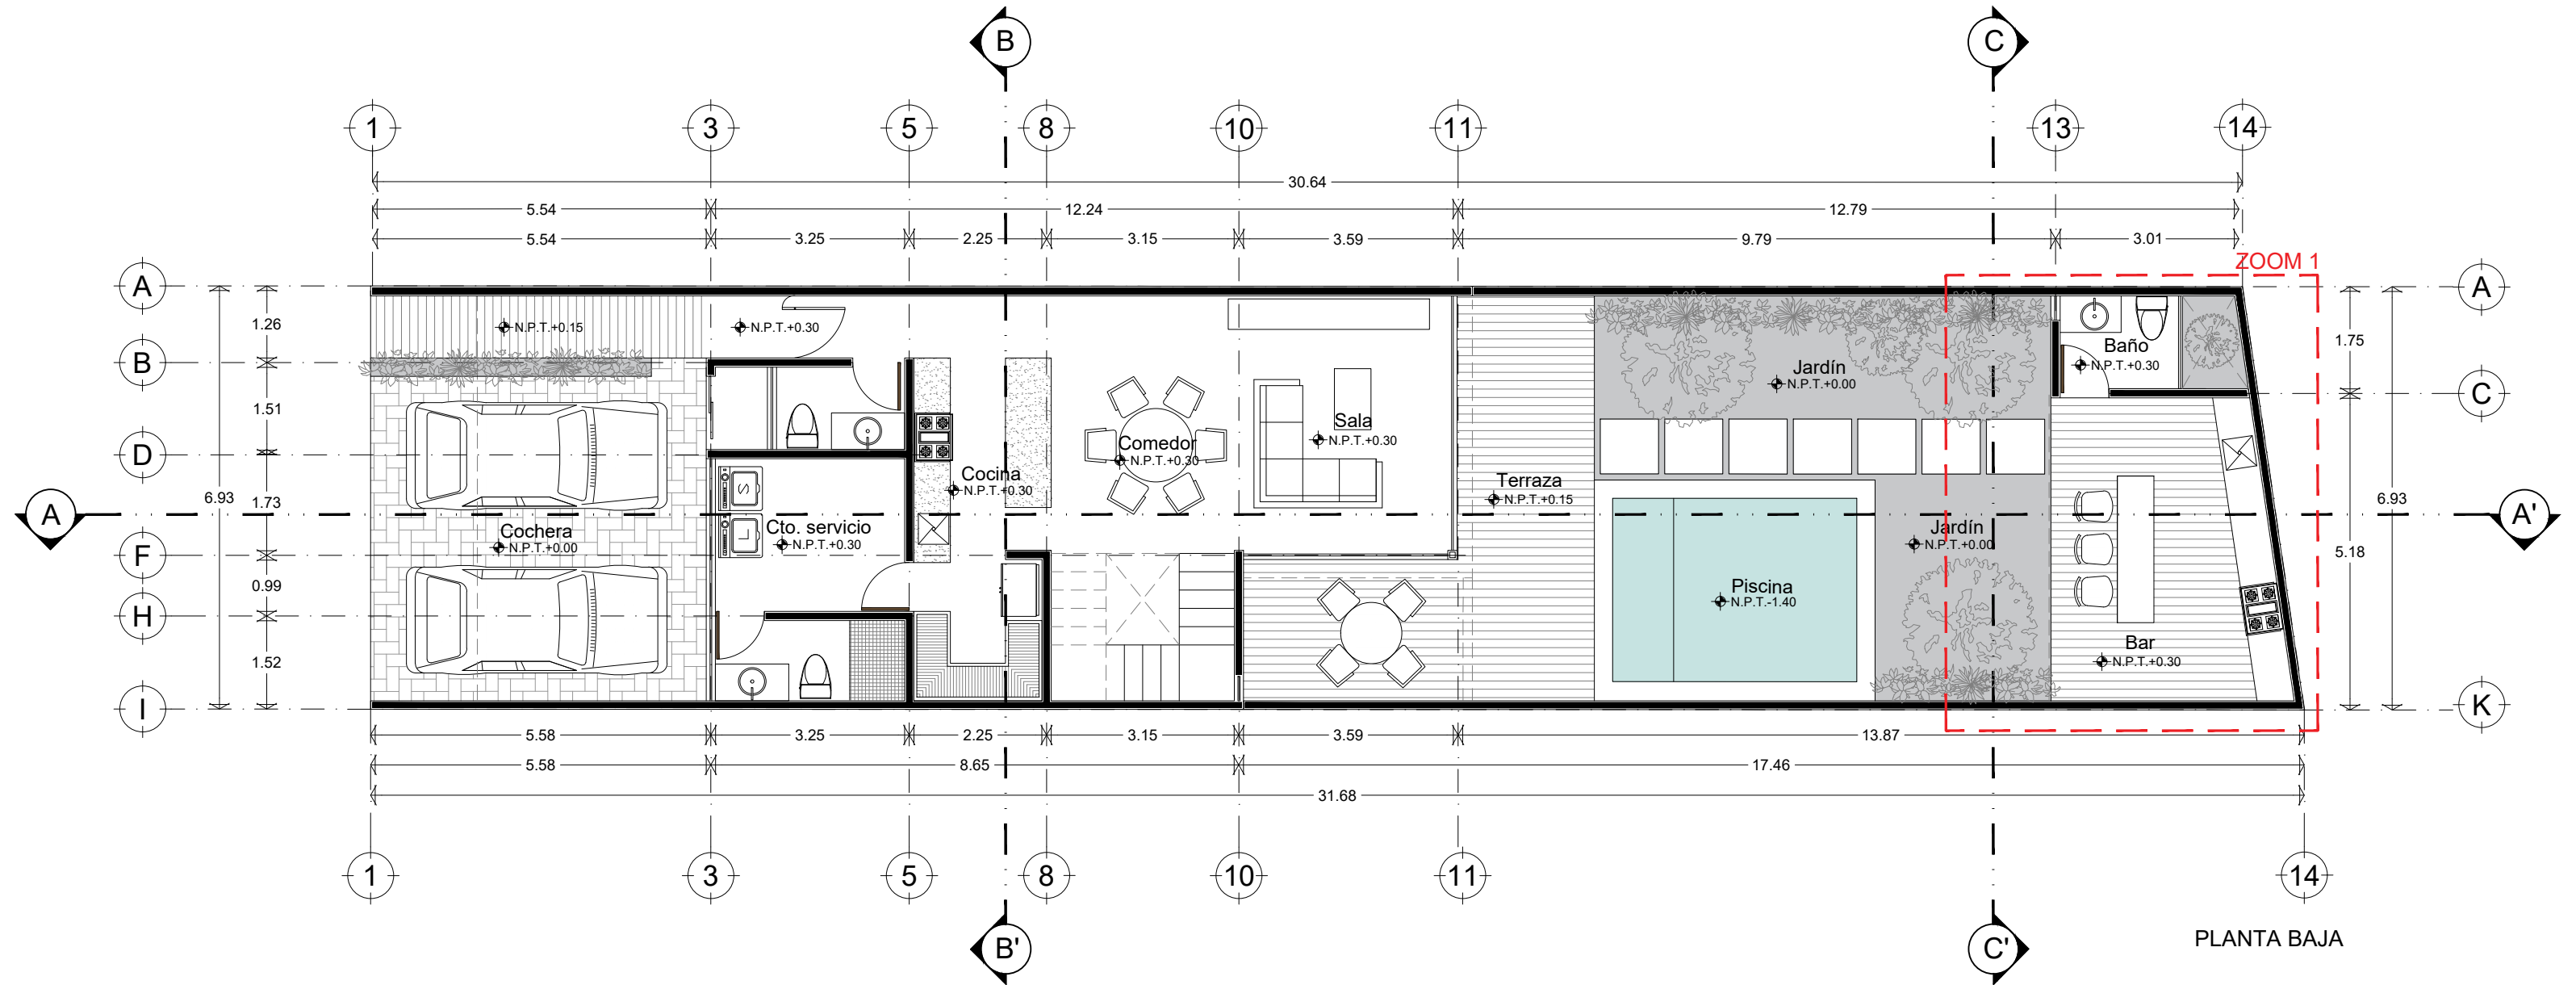 B
C
1
3
5
8
10
11
13
14
30.64
5.54
12.24
12.79
5.54
3.25
2.25
3.15
3.59
9.79
3.01
ZOOM 1
A
A
1.26
N.P.T.+0.15
N.P.T.+0.30
1.75
B
Baño
N.P.T.+0.30
Jardín
N.P.T.+0.00
C
1.51
Sala
N.P.T.+0.30
Comedor
N.P.T.+0.30
D
Cocina
N.P.T.+0.30
Terraza
N.P.T.+0.15
S
6.93
1.73
6.93
A
A'
Cochera
N.P.T.+0.00
Cto. servicio
N.P.T.+0.30
L
Jardín
N.P.T.+0.00
F
5.18
0.99
Piscina
N.P.T.-1.40
H
Bar
N.P.T.+0.30
1.52
I
K
5.58
3.25
2.25
3.15
3.59
13.87
5.58
8.65
17.46
31.68
1
3
5
8
10
11
14
B'
C'
PLANTA BAJA